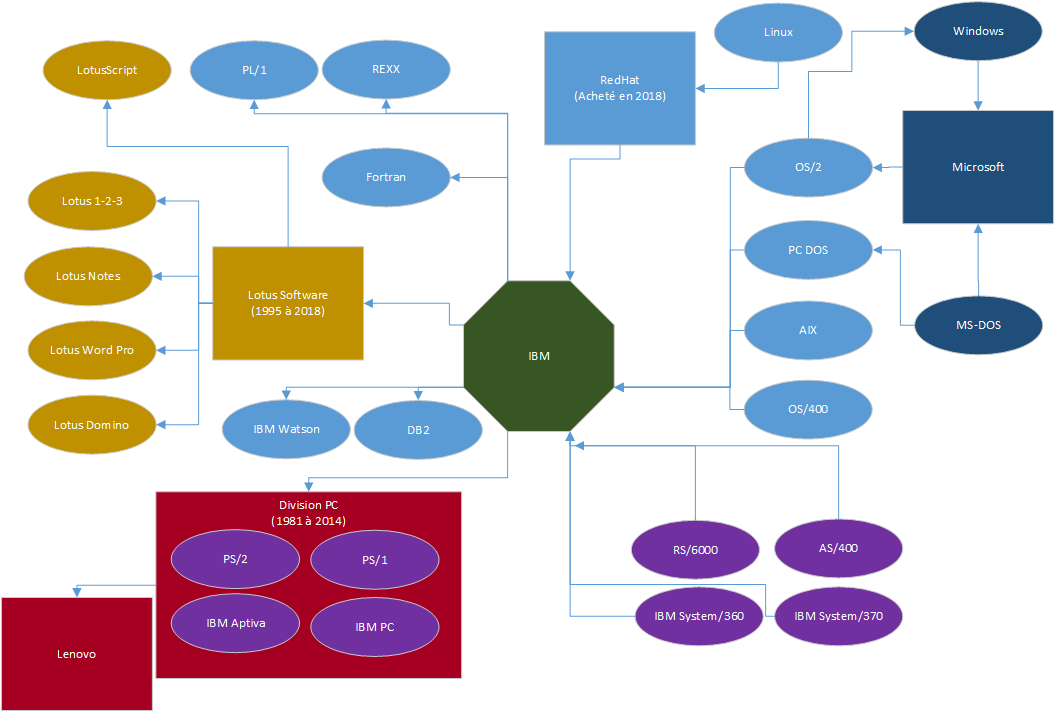 Linux
Windows
LotusScript
PL/1
REXX
RedHat
(Acheté en 2018)
Fortran
OS/2
Microsoft
Lotus 1-2-3
Lotus Notes
PC DOS
Lotus Software
(1995 à 2018)
MS-DOS
AIX
Lotus Word Pro
IBM
OS/400
Lotus Domino
IBM Watson
DB2
Division PC
(1981 à 2014)
PS/2
PS/1
RS/6000
AS/400
IBM Aptiva
IBM PC
IBM System/360
IBM System/370
Lenovo